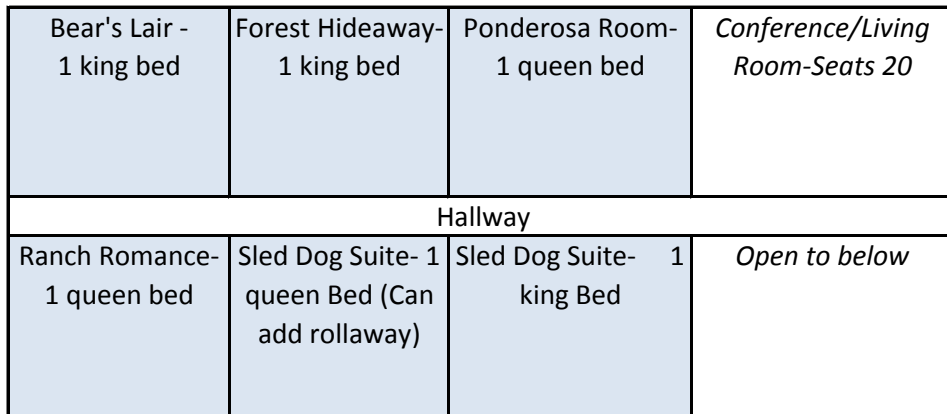 Bear's Lair -
1 king bed
Forest Hideaway-
1 king bed
Ponderosa Room-
1 queen bed
Conference/Living
Room-Seats 20
Hallway
Ranch Romance-
1 queen bed
Sled Dog Suite- 1
queen Bed (Can
add rollaway)
Sled Dog Suite- 1
king Bed
Open to below